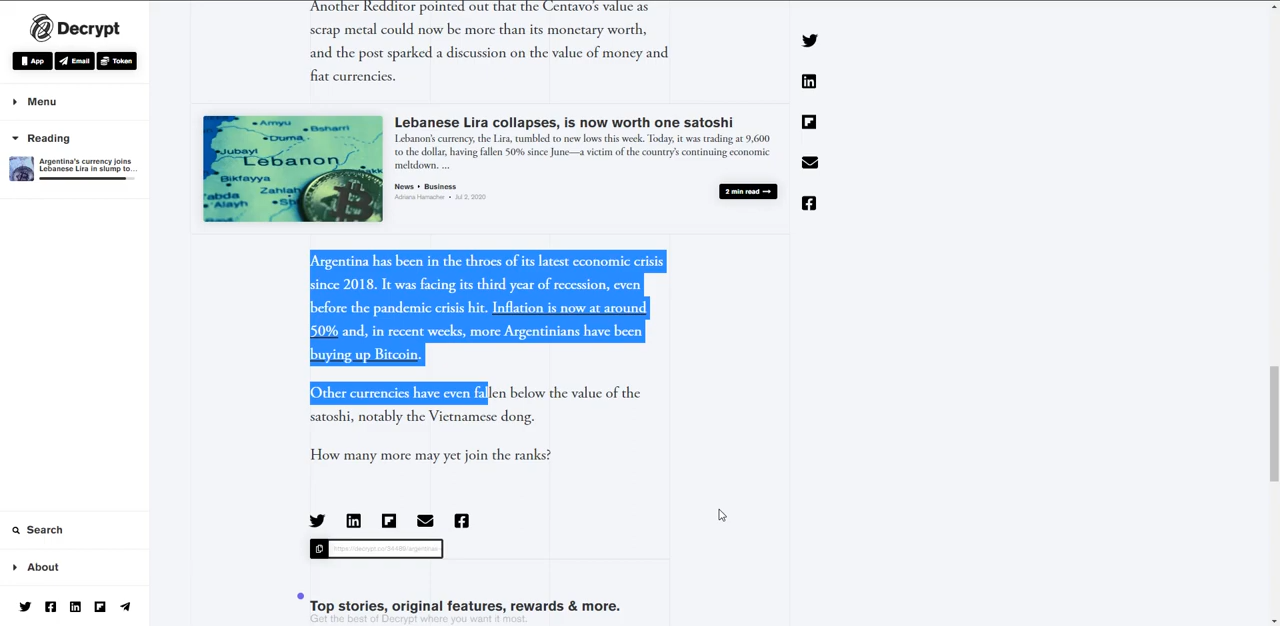 Decrypt
App
Email
Token
Menu
Reading
Argentina's currency joins
Lebanese Lira in slump to...
Search
About
Another Redditor pointed out that the Centavo's value as
scrap metal could now be more than its monetary worth,
and the post sparked a discussion on the value of money and
fiat currencies.
Amyu
Bisharri
Duma
Jubayl
Lebanon
Bikfayya
Zahlah
Alayh
Lebanese Lira collapses, is now worth one satoshi
Lebanon's currency, the Lira, tumbled to new lows this week. Today, it was trading at 9,600
to the dollar, having fallen 50% since June—a victim of the country's continuing economic
meltdown. ...
News • Business
Adriana Hamacher • Jul 2, 2020
2 min read
Argentina has been in the throes of its latest economic crisis
since 2018. It was facing its third year of recession, even
before the pandemic crisis hit. Inflation is now at around
50% and, in recent weeks, more Argentinians have been
buying up Bitcoin.
Other currencies have even fallen below the value of the
satoshi, notably the Vietnamese dong.
How many more may yet join the ranks?
Top stories, original features, rewards & more.
Get the best of Decrypt where you want it most.